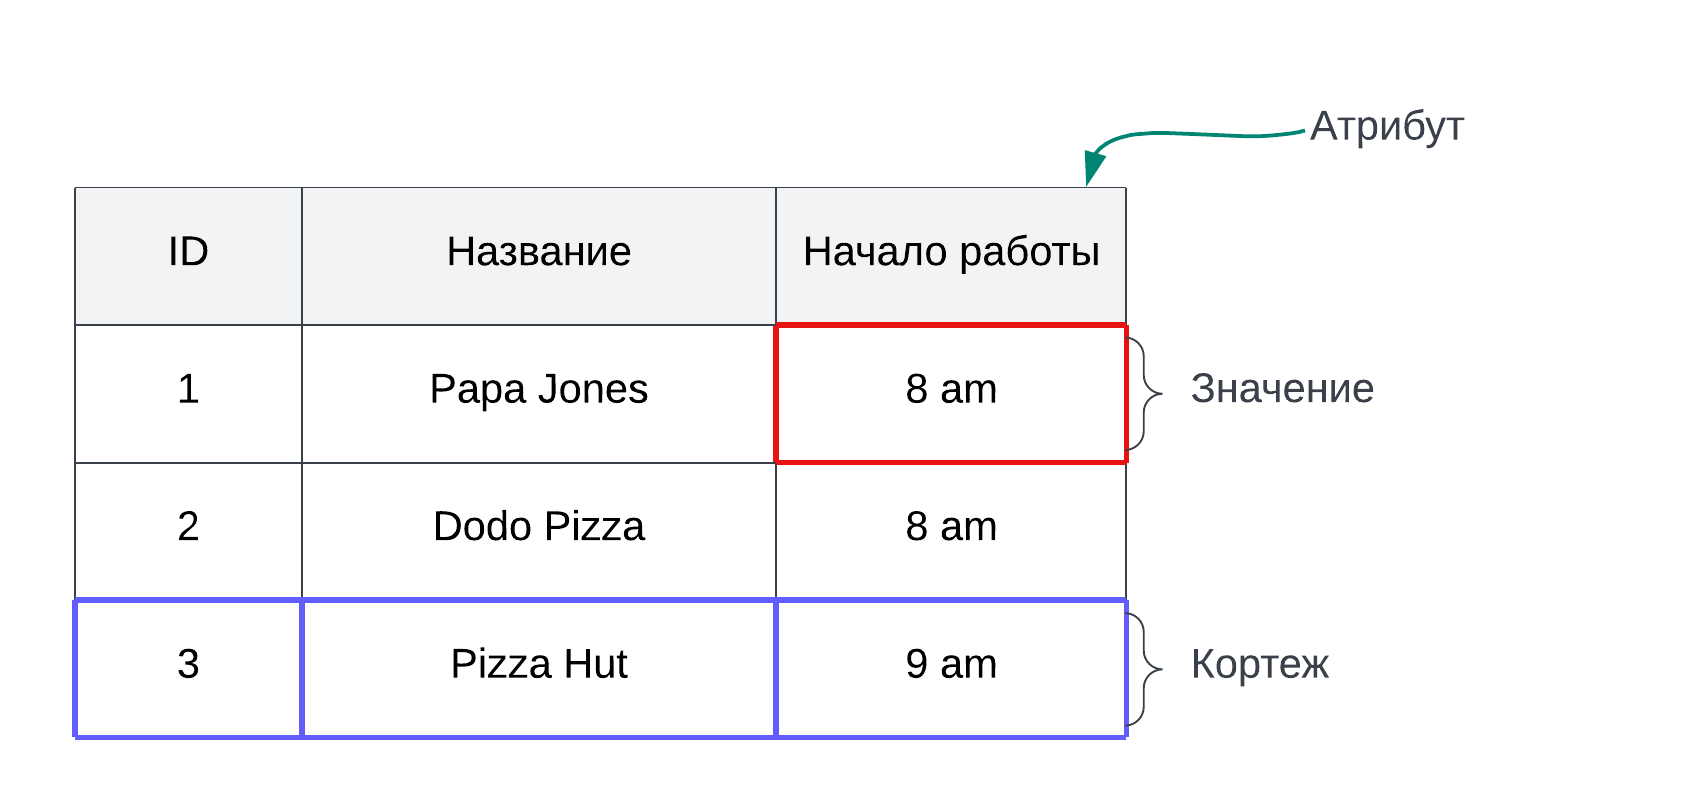 Атрибут
ID Название Начало работы
1 Papa Jones 8 am Значение
2 Dodo Pizza 8 am
3 Pizza Hut 9 am Кортеж